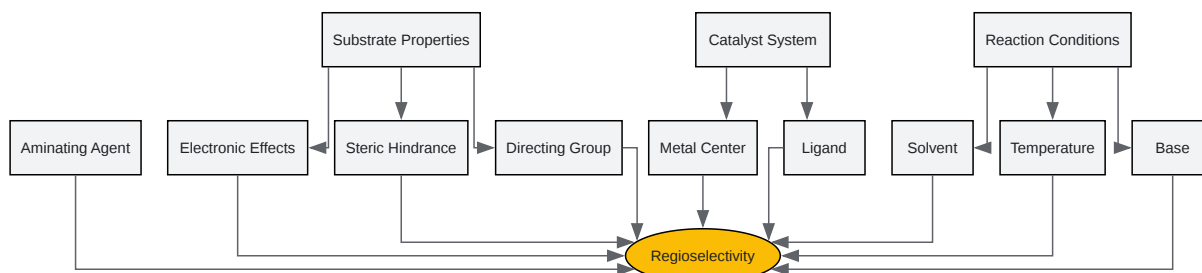 Substrate Properties
Catalyst System
Reaction Conditions
Aminating Agent
Electronic Effects
Steric Hindrance
Directing Group
Metal Center
Ligand
Solvent
Temperature
Base
Regioselectivity